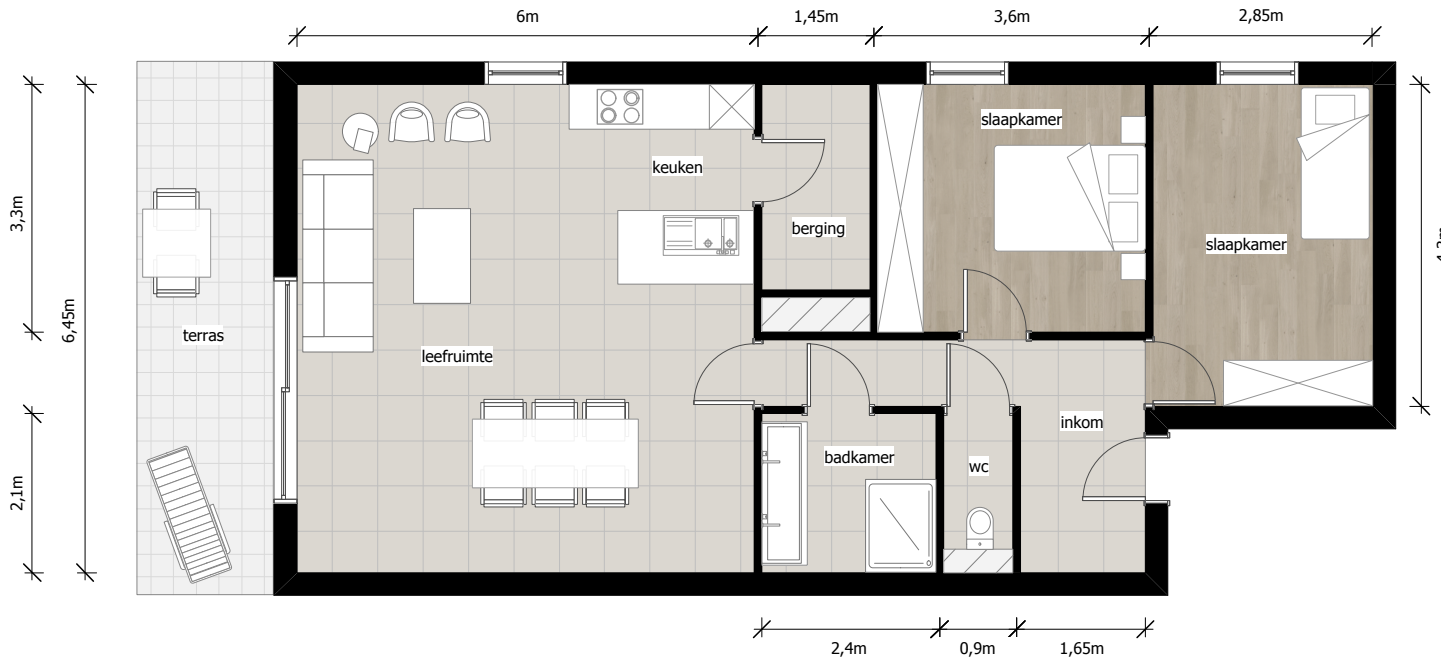 6m
1,45m
3,6m
2,85m
slaapkamer
keuken
3,3m
berging
slaapkamer
6,45m
terras
leefruimte
inkom
badkamer
wc
2,1m
2,4m
0,9m
1,65m